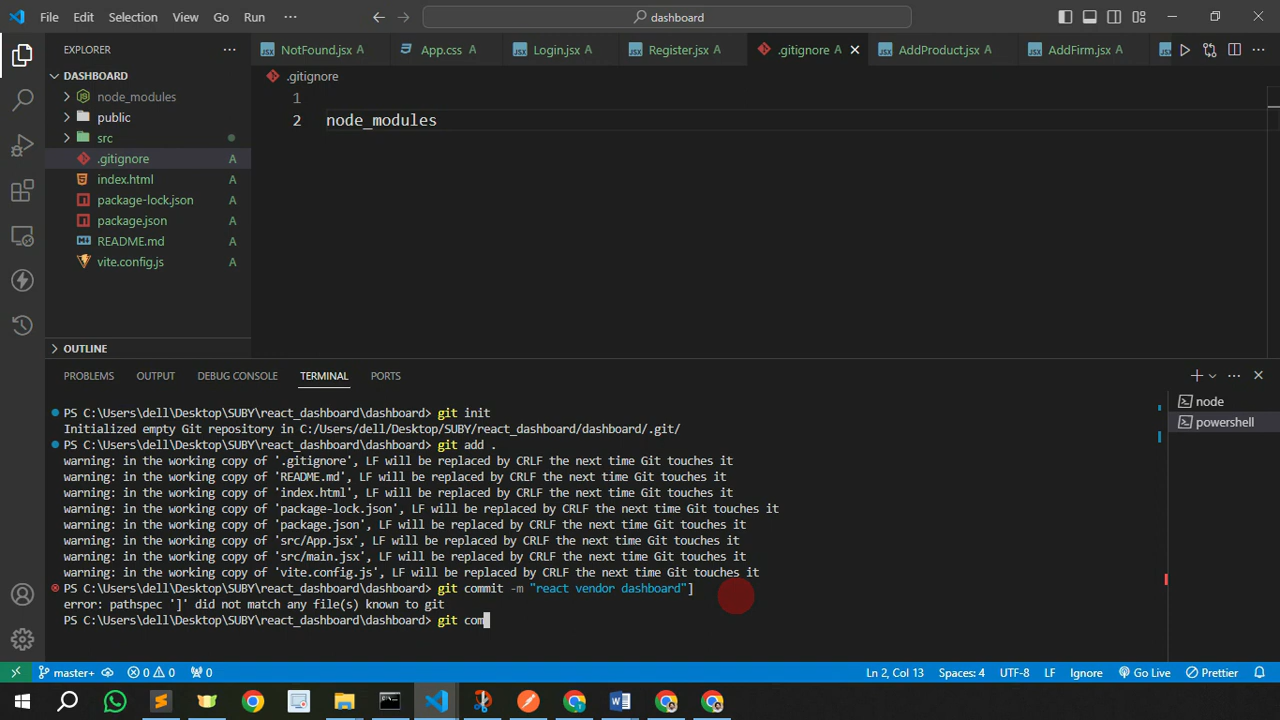 File Edit Selection View Go Run ··· dashboard
EXPLORER ···
NotFound.jsx A App.css A Login.jsx A Register.jsx A .gitignore A AddProduct.jsx A AddFirm.jsx A
DASHBOARD
.gitignore
node_modules
public
src
.gitignore A
index.html A
package-lock.json A
package.json A
README.md A
vite.config.js A
OUTLINE
1
2 node_modules
PROBLEMS OUTPUT DEBUG CONSOLE TERMINAL PORTS
node
powershell
PS C:\Users\dell\Desktop\SUBY\react_dashboard\dashboard> git init
Initialized empty Git repository in C:/Users/dell/Desktop/SUBY/react_dashboard/dashboard/.git/
PS C:\Users\dell\Desktop\SUBY\react_dashboard\dashboard> git add .
warning: in the working copy of '.gitignore', LF will be replaced by CRLF the next time Git touches it
warning: in the working copy of 'README.md', LF will be replaced by CRLF the next time Git touches it
warning: in the working copy of 'index.html', LF will be replaced by CRLF the next time Git touches it
warning: in the working copy of 'package-lock.json', LF will be replaced by CRLF the next time Git touches it
warning: in the working copy of 'package.json', LF will be replaced by CRLF the next time Git touches it
warning: in the working copy of 'src/App.jsx', LF will be replaced by CRLF the next time Git touches it
warning: in the working copy of 'src/main.jsx', LF will be replaced by CRLF the next time Git touches it
warning: in the working copy of 'vite.config.js', LF will be replaced by CRLF the next time Git touches it
PS C:\Users\dell\Desktop\SUBY\react_dashboard\dashboard> git commit -m "react vendor dashboard"]
error: pathspec ']' did not match any file(s) known to git
PS C:\Users\dell\Desktop\SUBY\react_dashboard\dashboard> git com
master+ 0 0 0 Ln 2, Col 13 Spaces: 4 UTF-8 LF Ignore Go Live Prettier